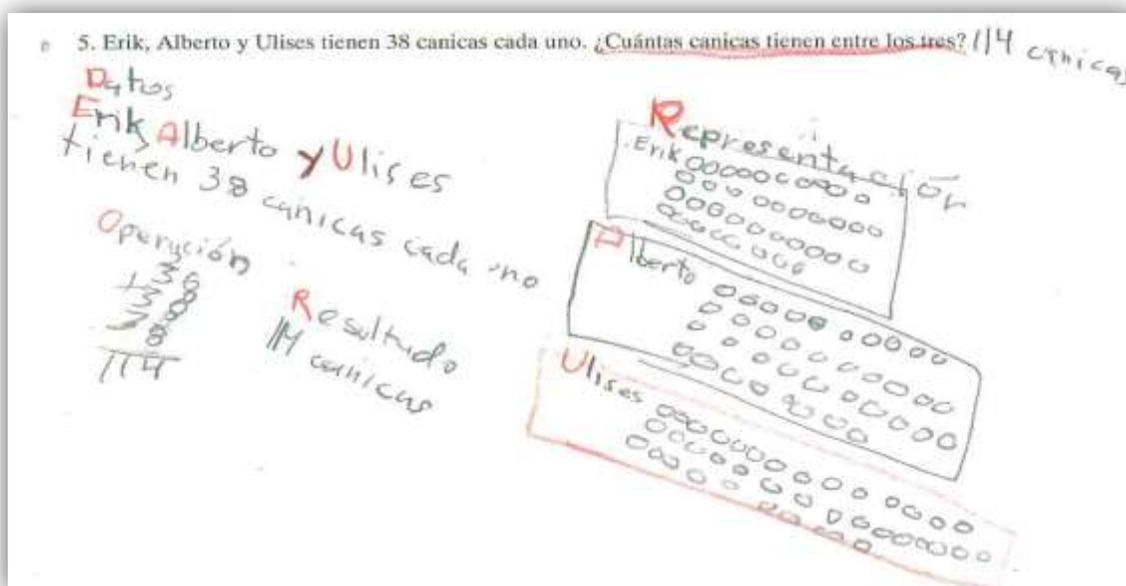 5. Erik, Alberto y Ulises tienen 38 canicas cada uno. ¿Cuántas canicas tienen entre los tres? 114 canicas
Datos
Erik, Alberto y Ulises
tienen 38 canicas cada uno
Operación
+38
38
38
114
Resultado
114 canicas
Representación
Erik
Alberto
Ulises